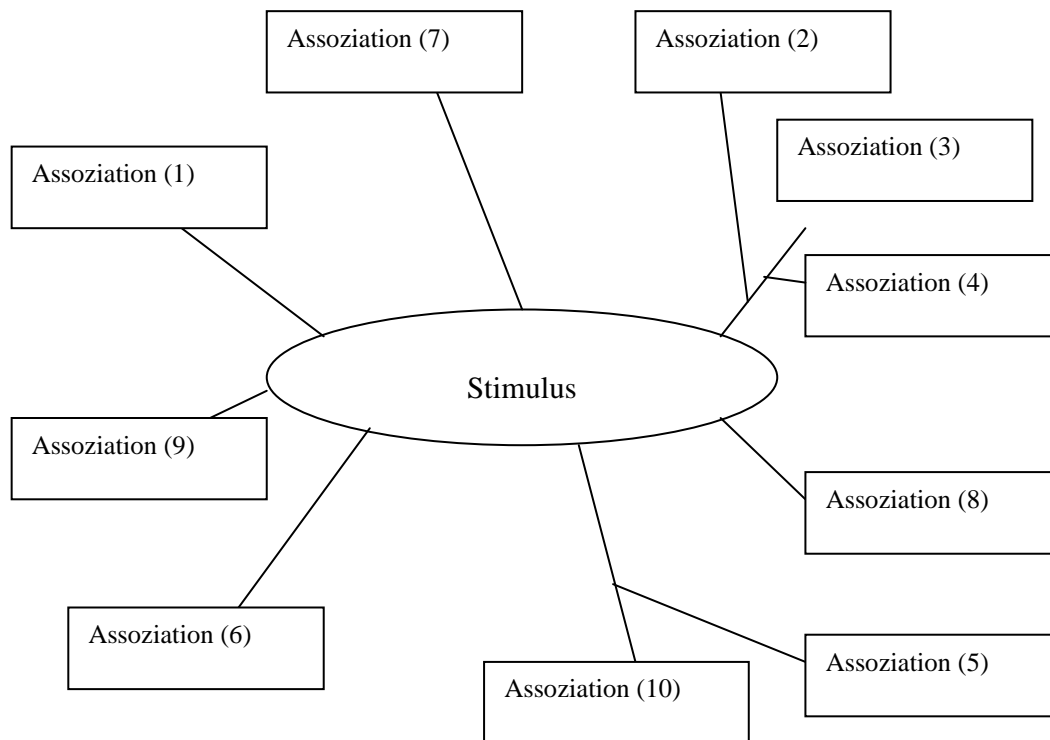 Assoziation (7)
Assoziation (2)
Assoziation (3)
Assoziation (1)
Assoziation (4)
Stimulus
Assoziation (9)
Assoziation (8)
Assoziation (6)
Assoziation (5)
Assoziation (10)